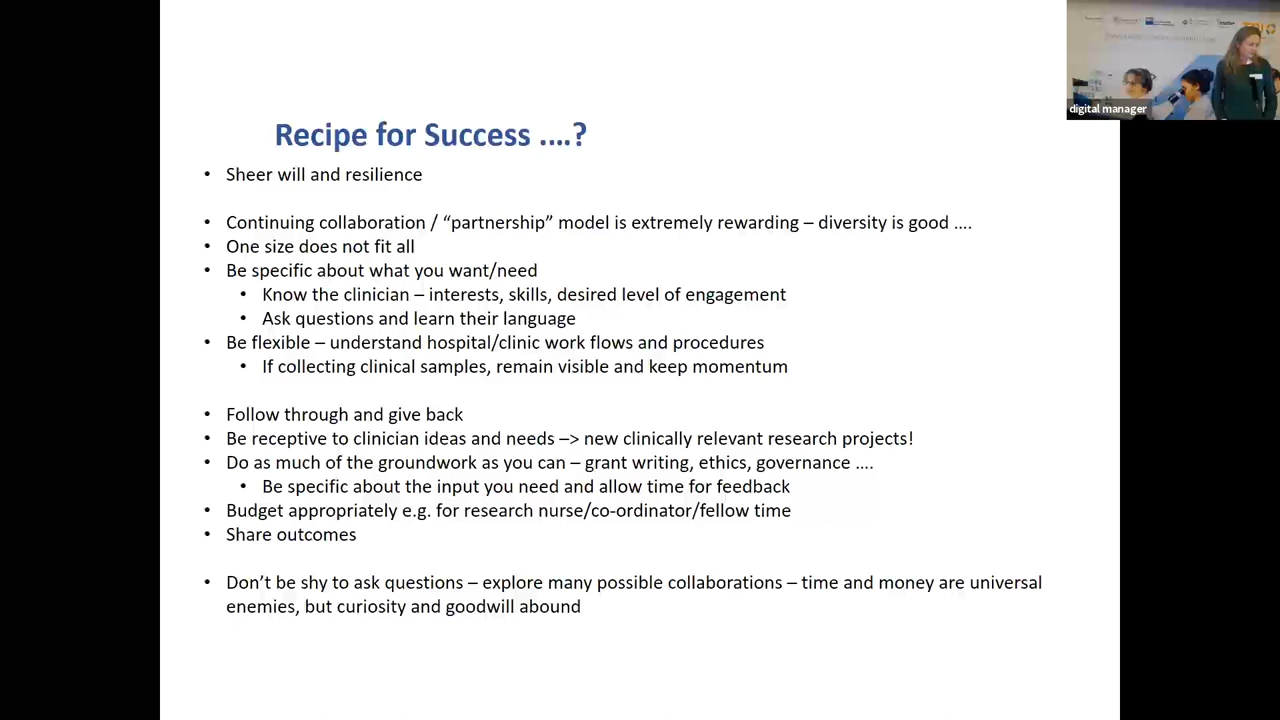 Recipe for Success ....?
• Sheer will and resilience
• Continuing collaboration / “partnership” model is extremely rewarding – diversity is good ....
• One size does not fit all
• Be specific about what you want/need
• Know the clinician – interests, skills, desired level of engagement
• Ask questions and learn their language
• Be flexible – understand hospital/clinic work flows and procedures
• If collecting clinical samples, remain visible and keep momentum
• Follow through and give back
• Be receptive to clinician ideas and needs –> new clinically relevant research projects!
• Do as much of the groundwork as you can – grant writing, ethics, governance ....
• Be specific about the input you need and allow time for feedback
• Budget appropriately e.g. for research nurse/co-ordinator/fellow time
• Share outcomes
• Don’t be shy to ask questions – explore many possible collaborations – time and money are universal
enemies, but curiosity and goodwill abound
digital manager